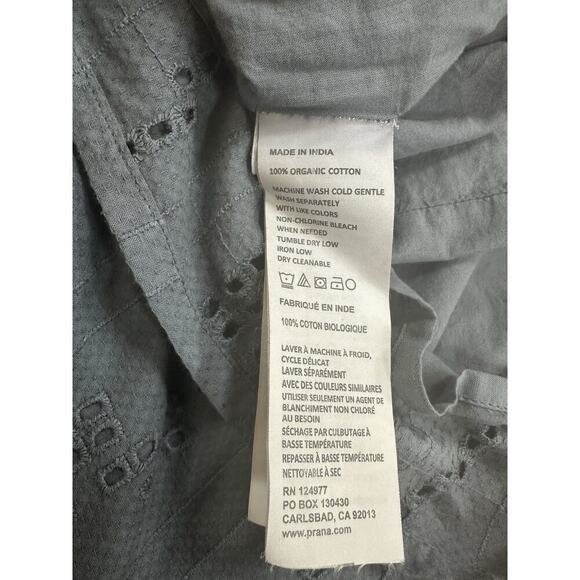 MADE IN INDIA
100% ORGANIC COTTON
MACHINE WASH COLD GENTLE
WASH SEPARATELY
WITH LIKE COLORS
NON-CHLORINE BLEACH
WHEN NEEDED
TUMBLE DRY LOW
IRON LOW
DRY CLEANABLE
FABRIQUÉ EN INDE
100% COTON BIOLOGIQUE
LAVER À MACHINE À FROID,
CYCLE DÉLICAT
LAVER SÉPARÉMENT
AVEC DES COULEURS SIMILAIRES
UTILISER SEULEMENT UN AGENT DE
BLANCHIMENT NON CHLORÉ
AU BESOIN
SÉCHAGE PAR CULBUTAGE À
BASSE TEMPÉRATURE
REPASSER À BASSE TEMPÉRATURE
NETTOYABLE À SEC
RN 124977
PO BOX 130430
CARLSBAD, CA 92013
www.prana.com